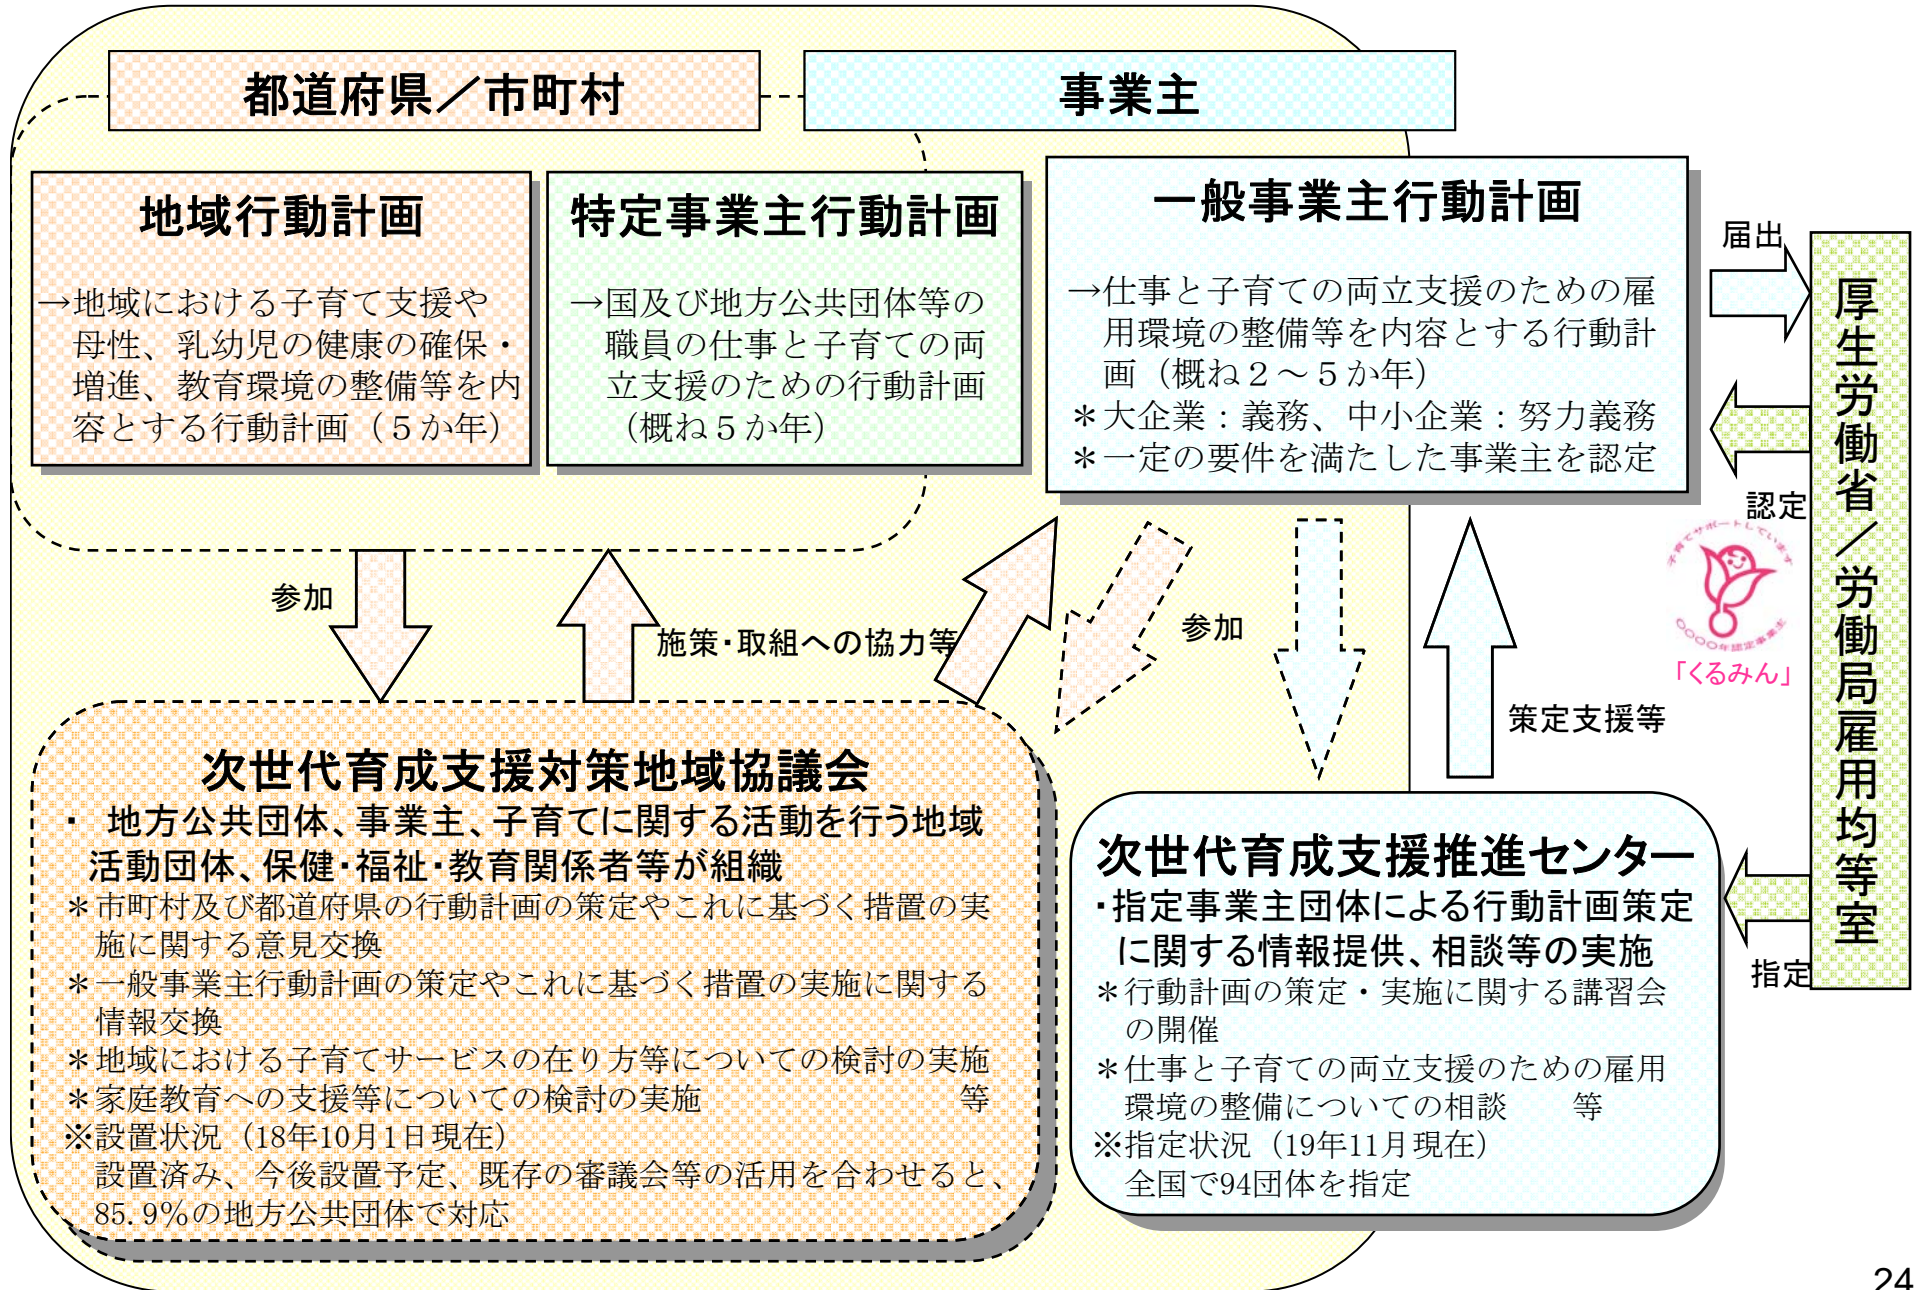 都道府県／市町村
事業主
地域行動計画
→地域における子育て支援や
母性、乳幼児の健康の確保・
増進、教育環境の整備等を内
容とする行動計画（５か年）
特定事業主行動計画
→国及び地方公共団体等の
職員の仕事と子育ての両
立支援のための行動計画
（概ね５か年）
一般事業主行動計画
→仕事と子育ての両立支援のための雇
用環境の整備等を内容とする行動計
画（概ね２～５か年）
＊大企業：義務、中小企業：努力義務
＊一定の要件を満たした事業主を認定
届出
認定
子育てサポートしています
○○○○年認定事業主
「くるみん」
厚生労働省／労働局雇用均等室
参加
施策・取組への協力等
参加
策定支援等
指定
次世代育成支援対策地域協議会
・ 地方公共団体、事業主、子育てに関する活動を行う地域
活動団体、保健・福祉・教育関係者等が組織
＊市町村及び都道府県の行動計画の策定やこれに基づく措置の実
施に関する意見交換
＊一般事業主行動計画の策定やこれに基づく措置の実施に関する
情報交換
＊地域における子育てサービスの在り方等についての検討の実施
＊家庭教育への支援等についての検討の実施　等
※設置状況（18年10月1日現在）
設置済み、今後設置予定、既存の審議会等の活用を合わせると、
85.9％の地方公共団体で対応
次世代育成支援推進センター
・指定事業主団体による行動計画策定
に関する情報提供、相談等の実施
＊行動計画の策定・実施に関する講習会
の開催
＊仕事と子育ての両立支援のための雇用
環境の整備についての相談　等
※指定状況（19年11月現在）
全国で94団体を指定
24